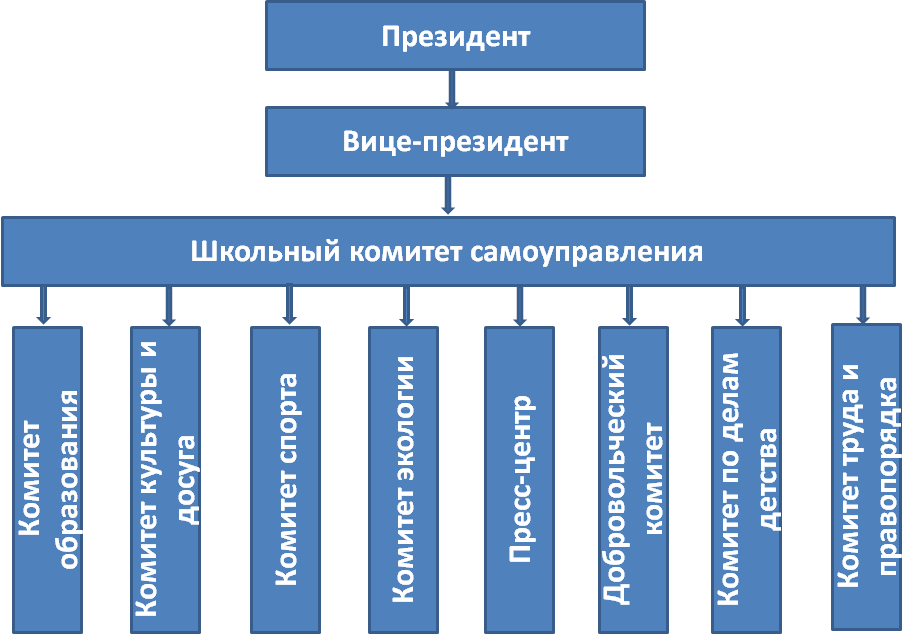 Президент
Вице-президент
Школьный комитет самоуправления
Комитет
образования
Комитет культуры и
досуга
Комитет спорта
Комитет экологии
Пресс-центр
Добровольческий
комитет
Комитет по делам
детства
Комитет труда и
правопорядка